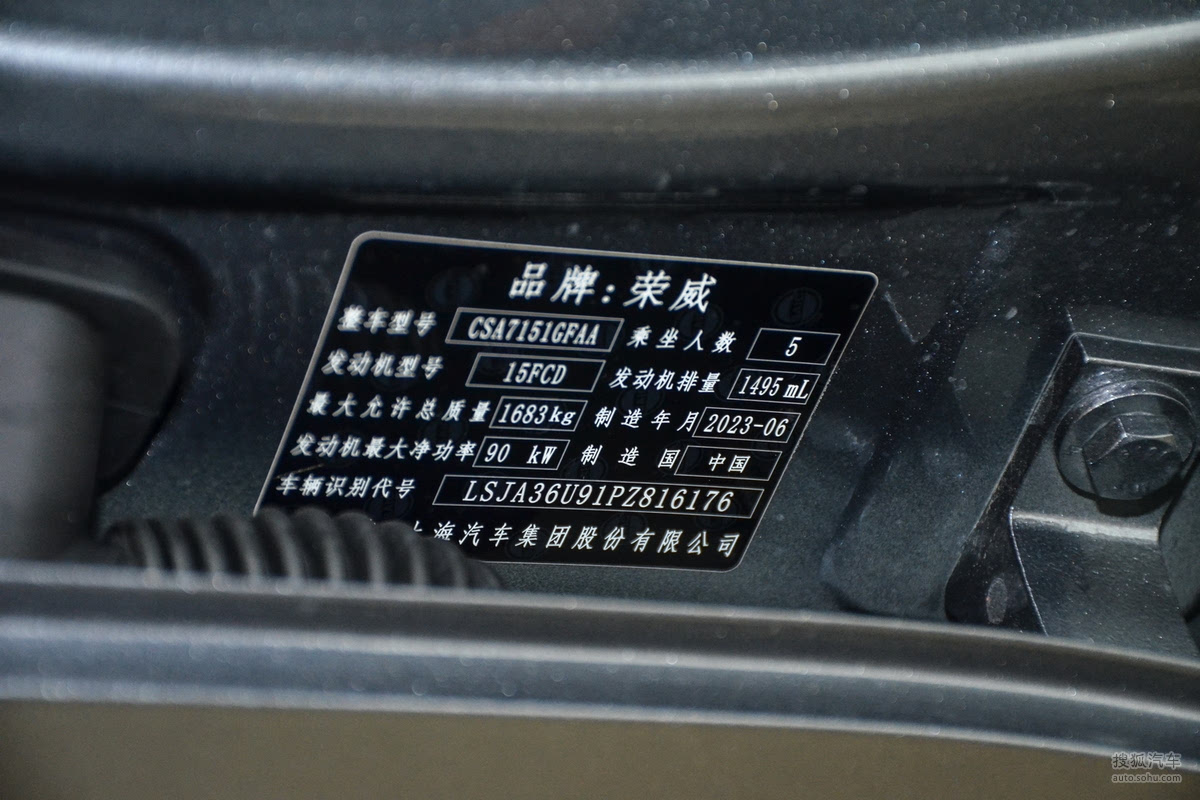 品牌:荣威
整车型号 CSA7151GFAA 乘坐人数 5
发动机型号 15FCD 发动机排量 1495mL
最大允许总质量 1683kg 制造年月 2023-06
发动机最大净功率 90 kW 制造国 中国
车辆识别代号 LSJA36U91PZ816176
上海汽车集团股份有限公司
搜狐汽车
auto.sohu.com